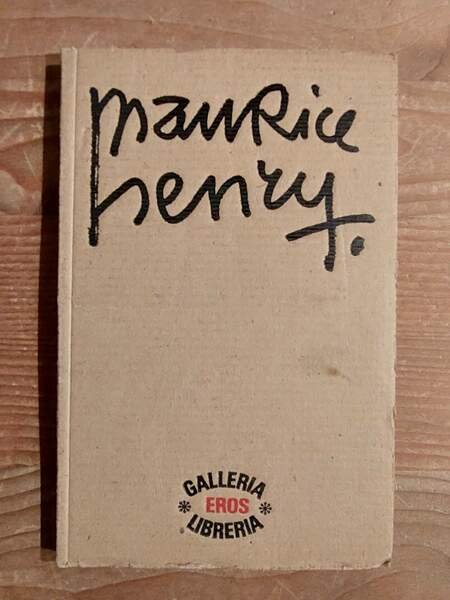 maurice
henry.
GALLERIA
* EROS *
LIBRERIA